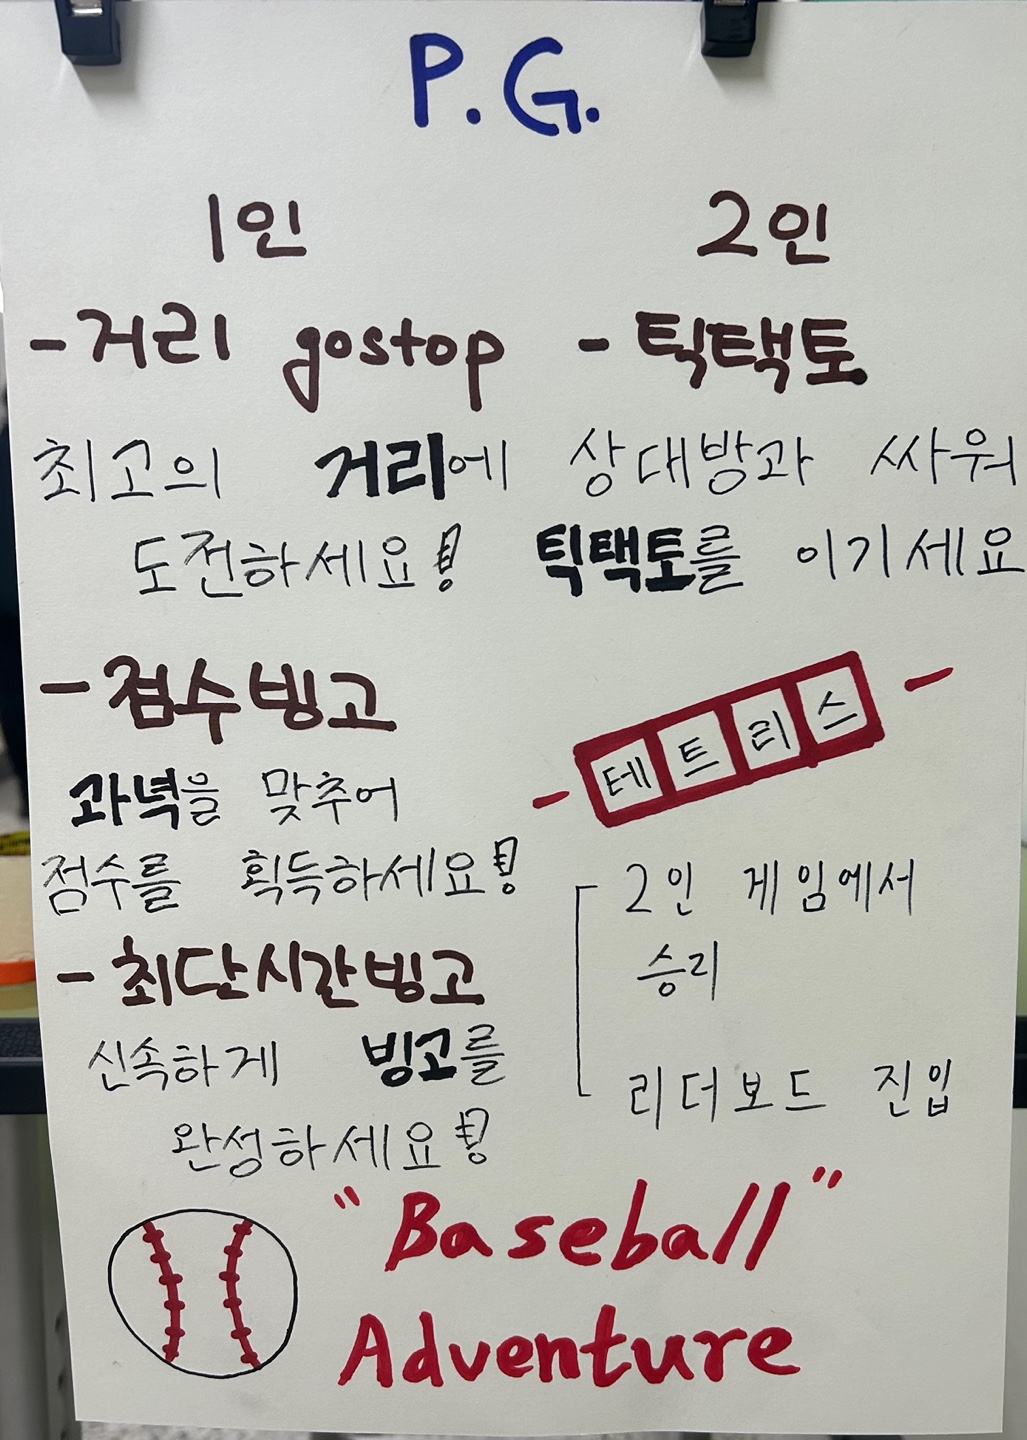 P.G.
1인
-거리 gostop
최고의 거리에
도전하세요!
-점수빙고
과녁을 맞추어
점수를 획득하세요!
-최단시간빙고
신속하게 빙고를
완성하세요!
2인
-틱택토
상대방과 싸워
틱택토를 이기세요
-테트리스-
2인 게임에서
승리
리더보드 진입
"Baseball"
Adventure